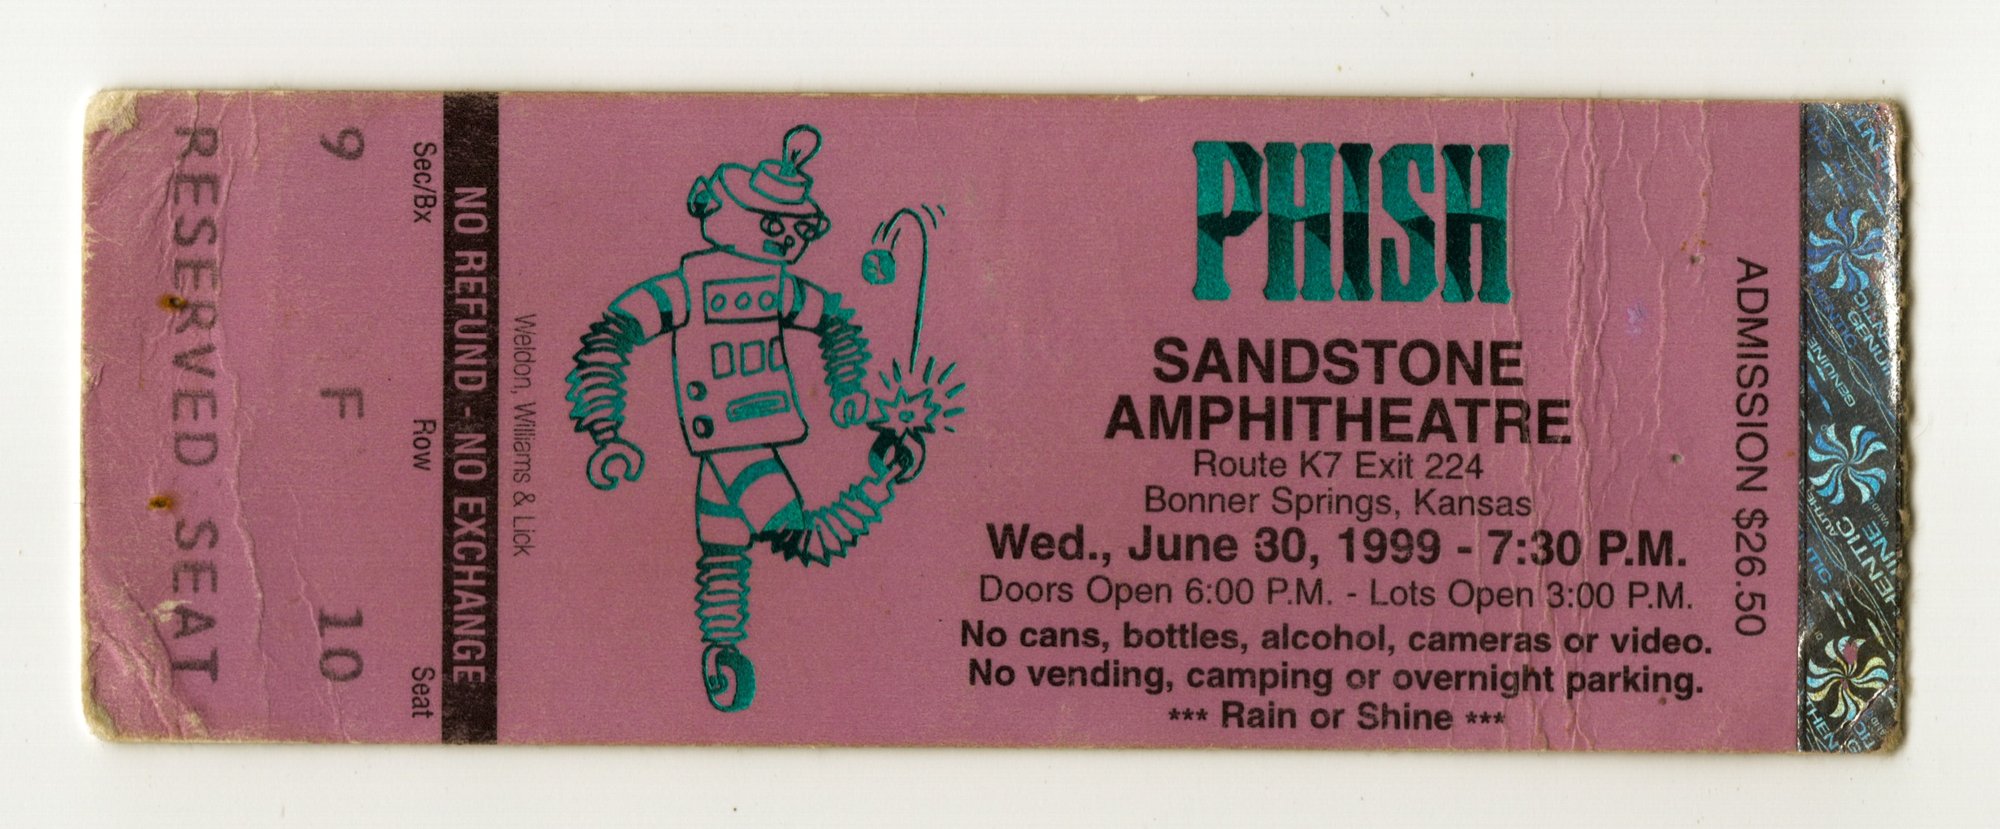 RESERVED SEAT
9 F 10
Sec/Bx Row Seat
NO REFUND - NO EXCHANGE
Weldon, Williams & Lick
PHISH
SANDSTONE
AMPHITHEATRE
Route K7 Exit 224
Bonner Springs, Kansas
Wed., June 30, 1999 - 7:30 P.M.
Doors Open 6:00 P.M. - Lots Open 3:00 P.M.
No cans, bottles, alcohol, cameras or video.
No vending, camping or overnight parking.
*** Rain or Shine ***
ADMISSION $26.50
GENUINE